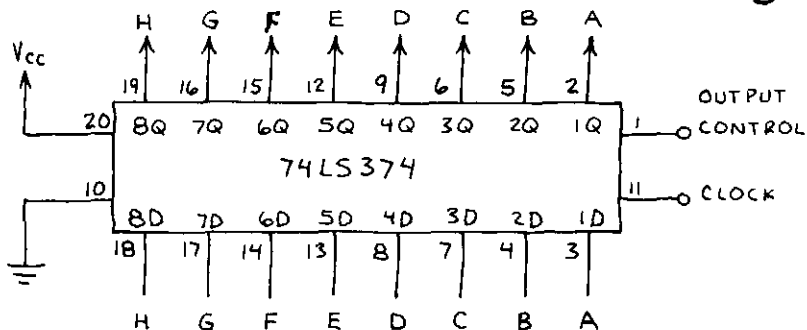 H G F E D C B A
Vcc
19 16 15 12 9 6 5 2
OUTPUT
20 8Q 7Q 6Q 5Q 4Q 3Q 2Q 1Q 1 CONTROL
74LS374
10 11 CLOCK
8D 7D 6D 5D 4D 3D 2D 1D
18 17 14 13 8 7 4 3
H G F E D C B A